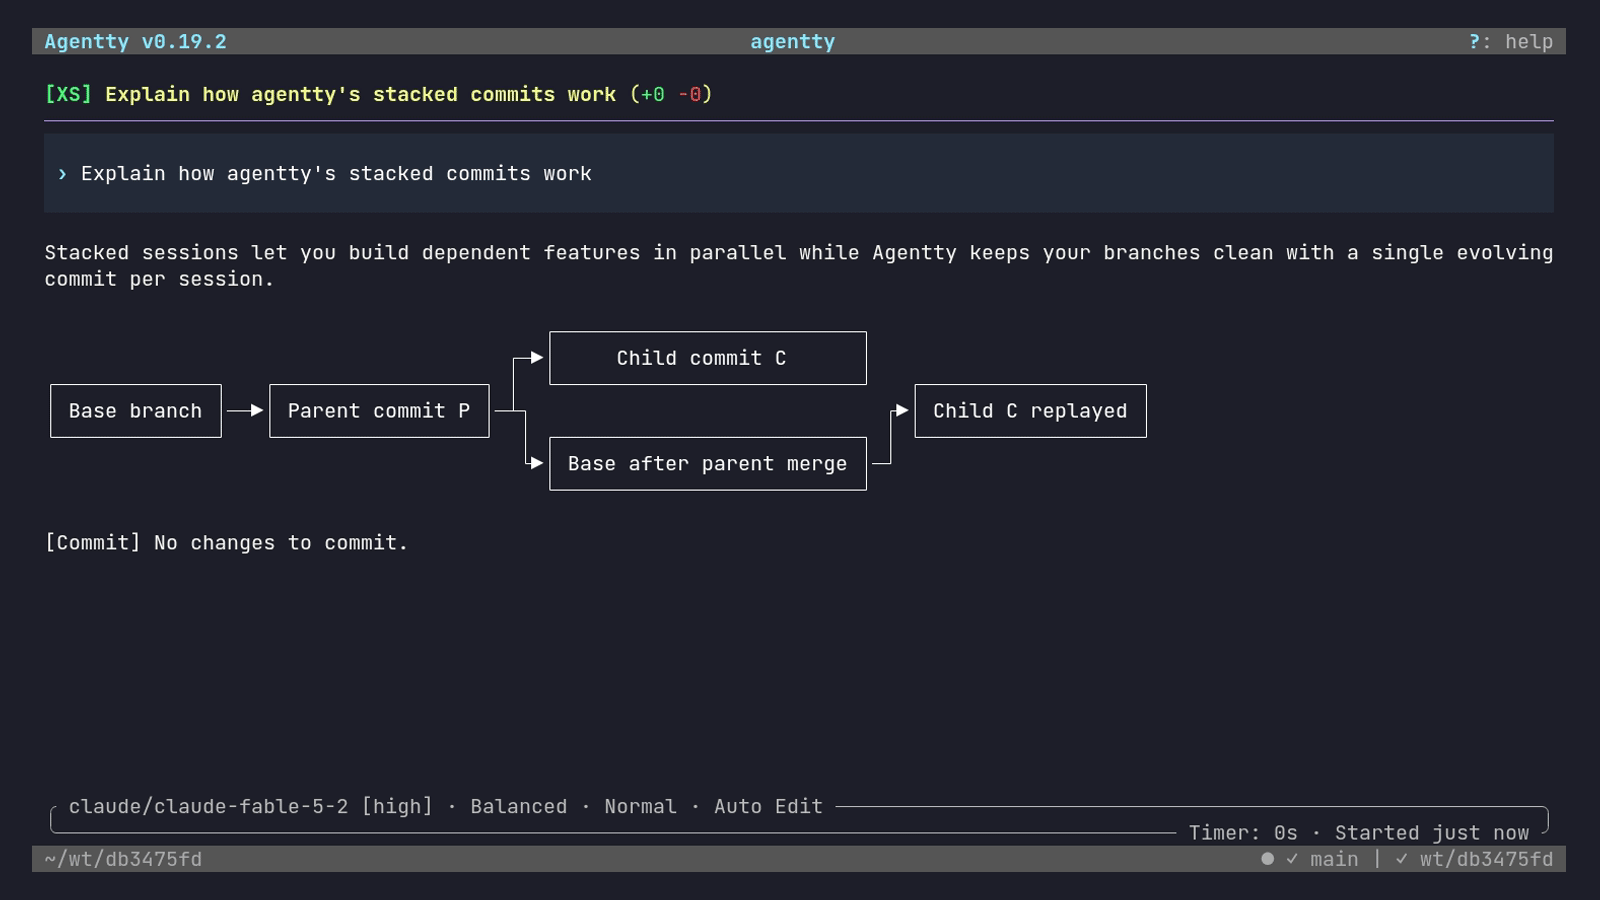 Agentty v0.19.2 agentty ?: help
[XS] Explain how agentty's stacked commits work (+0 -0)
› Explain how agentty's stacked commits work
Stacked sessions let you build dependent features in parallel while Agentty keeps your branches clean with a single evolving
commit per session.
Child commit C
Base branch Parent commit P Child C replayed
Base after parent merge
[Commit] No changes to commit.
claude/claude-fable-5-2 [high] · Balanced · Normal · Auto Edit
Timer: 0s · Started just now
~/wt/db3475fd ● ✓ main | ✓ wt/db3475fd